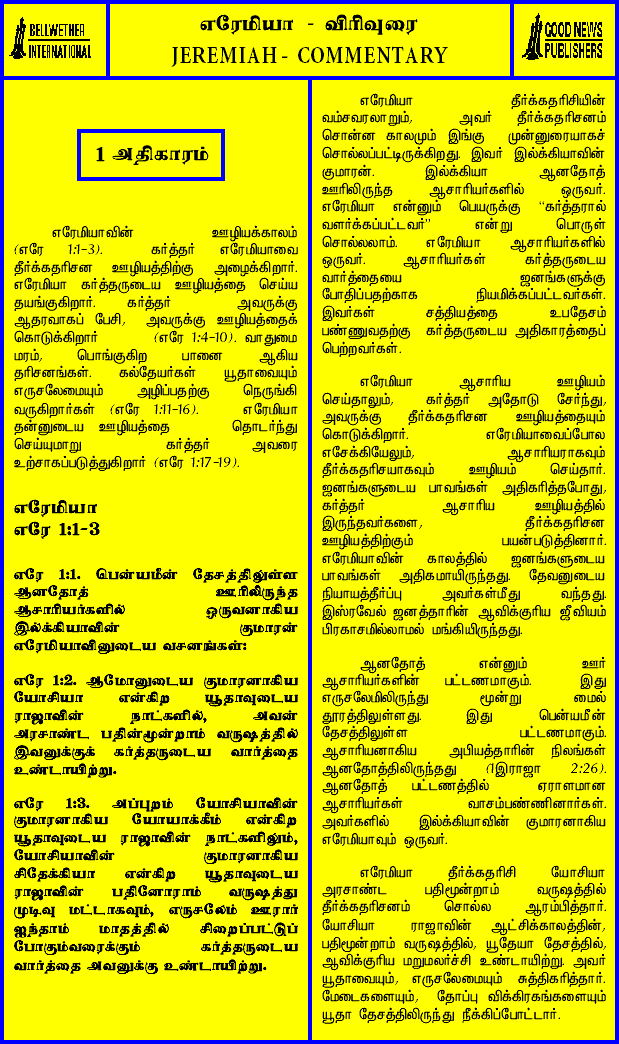 BELLWETHER
INTERNATIONAL
எரேமியா - விரிவுரை
JEREMIAH - COMMENTARY
GOOD NEWS
PUBLISHERS
1 அதிகாரம்
எரேமியாவின் ஊழியக்காலம்
(எரே 1:1-3). கர்த்தர் எரேமியாவை
தீர்க்கதரிசன ஊழியத்திற்கு அழைக்கிறார்.
எரேமியா கர்த்தருடைய ஊழியத்தை செய்ய
தயங்குகிறார். கர்த்தர் அவருக்கு
ஆதரவாகப் பேசி, அவருக்கு ஊழியத்தைக்
கொடுக்கிறார் (எரே 1:4-10). வாதுமை
மரம், பொங்குகிற பானை ஆகிய
தரிசனங்கள். கல்தேயர்கள் யூதாவையும்
எருசலேமையும் அழிப்பதற்கு நெருங்கி
வருகிறார்கள் (எரே 1:11-16). எரேமியா
தன்னுடைய ஊழியத்தை தொடர்ந்து
செய்யுமாறு கர்த்தர் அவரை
உற்சாகப்படுத்துகிறார் (எரே 1:17-19).
எரேமியா
எரே 1:1-3
எரே 1:1. பென்யமீன் தேசத்திலுள்ள
ஆனதோத் ஊரிலிருந்த
ஆசாரியர்களில் ஒருவனாகிய
இல்க்கியாவின் குமாரன்
எரேமியாவினுடைய வசனங்கள்:
எரே 1:2. ஆமோனுடைய குமாரனாகிய
யோசியா என்கிற யூதாவுடைய
ராஜாவின் நாட்களில், அவன்
அரசாண்ட பதின்மூன்றாம் வருஷத்தில்
இவனுக்குக் கர்த்தருடைய வார்த்தை
உண்டாயிற்று.
எரே 1:3. அப்புறம் யோசியாவின்
குமாரனாகிய யோயாக்கீம் என்கிற
யூதாவுடைய ராஜாவின் நாட்களிலும்,
யோசியாவின் குமாரனாகிய
சிதேக்கியா என்கிற யூதாவுடைய
ராஜாவின் பதினோராம் வருஷத்து
முடிவு மட்டாகவும், எருசலேம் ஊரார்
ஐந்தாம் மாதத்தில் சிறைப்பட்டுப்
போகும்வரைக்கும் கர்த்தருடைய
வார்த்தை அவனுக்கு உண்டாயிற்று.
எரேமியா தீர்க்கதரிசியின்
வம்சவரலாறும், அவர் தீர்க்கதரிசனம்
சொன்ன காலமும் இங்கு முன்னுரையாகச்
சொல்லப்பட்டிருக்கிறது. இவர் இல்க்கியாவின்
குமாரன். இல்க்கியா ஆனதோத்
ஊரிலிருந்த ஆசாரியர்களில் ஒருவர்.
எரேமியா என்னும் பெயருக்கு "கர்த்தரால்
வளர்க்கப்பட்டவர்" என்று பொருள்
சொல்லலாம். எரேமியா ஆசாரியர்களில்
ஒருவர். ஆசாரியர்கள் கர்த்தருடைய
வார்த்தையை ஜனங்களுக்கு
போதிப்பதற்காக நியமிக்கப்பட்டவர்கள்.
இவர்கள் சத்தியத்தை உபதேசம்
பண்ணுவதற்கு கர்த்தருடைய அதிகாரத்தைப்
பெற்றவர்கள்.
எரேமியா ஆசாரிய ஊழியம்
செய்தாலும், கர்த்தர் அதோடு சேர்ந்து,
அவருக்கு தீர்க்கதரிசன ஊழியத்தையும்
கொடுக்கிறார். எரேமியாவைப்போல
எசேக்கியேலும், ஆசாரியராகவும்
தீர்க்கதரிசயாகவும் ஊழியம் செய்தார்.
ஜனங்களுடைய பாவங்கள் அதிகரித்தபோது,
கர்த்தர் ஆசாரிய ஊழியத்தில்
இருந்தவர்களை, தீர்க்கதரிசன
ஊழியத்திற்கும் பயன்படுத்தினார்.
எரேமியாவின் காலத்தில் ஜனங்களுடைய
பாவங்கள் அதிகமாயிருந்தது. தேவனுடைய
நியாயத்தீர்ப்பு அவர்கள்மீது வந்தது.
இஸ்ரவேல் ஜனத்தாரின் ஆவிக்குரிய ஜீவியம்
பிரகாசமில்லாமல் மங்கியிருந்தது.
ஆனதோத் என்னும் ஊர்
ஆசாரியர்களின் பட்டணமாகும். இது
எருசலேமிலிருந்து மூன்று மைல்
தூரத்திலுள்ளது. இது பென்யமீன்
தேசத்திலுள்ள பட்டணமாகும்.
ஆசாரியனாகிய அபியத்தாரின் நிலங்கள்
ஆனதோத்திலிருந்தது (1இராஜா 2:26).
ஆனதோத் பட்டணத்தில் ஏராளமான
ஆசாரியர்கள் வாசம்பண்ணினார்கள்.
அவர்களில் இல்க்கியாவின் குமாரனாகிய
எரேமியாவும் ஒருவர்.
எரேமியா தீர்க்கதரிசி யோசியா
அரசாண்ட பதிமூன்றாம் வருஷத்தில்
தீர்க்கதரிசனம் சொல்ல ஆரம்பித்தார்.
யோசியா ராஜாவின் ஆட்சிக்காலத்தின்,
பதிமூன்றாம் வருஷத்தில், யூதேயா தேசத்தில்,
ஆவிக்குரிய மறுமலர்ச்சி உண்டாயிற்று. அவர்
யூதாவையும், எருசலேமையும் சுத்திகரித்தார்.
மேடைகளையும், தோப்பு விக்கிரகங்களையும்
யூதா தேசத்திலிருந்து நீக்கிப்போட்டார்.